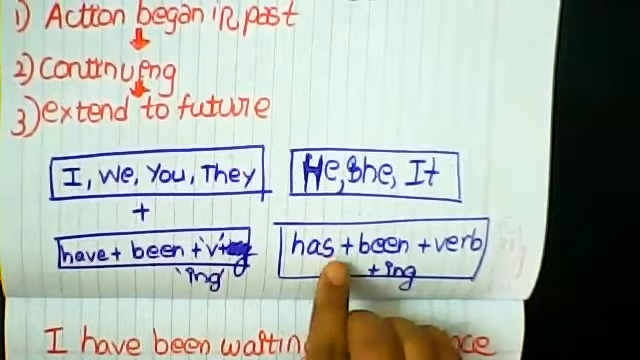 1) Action began in past
2) Continuing
3) extend to future
I, We, You, They
He, She, It
+
have + been + v +
ing
has + been + verb
+ ing
I have been waiting